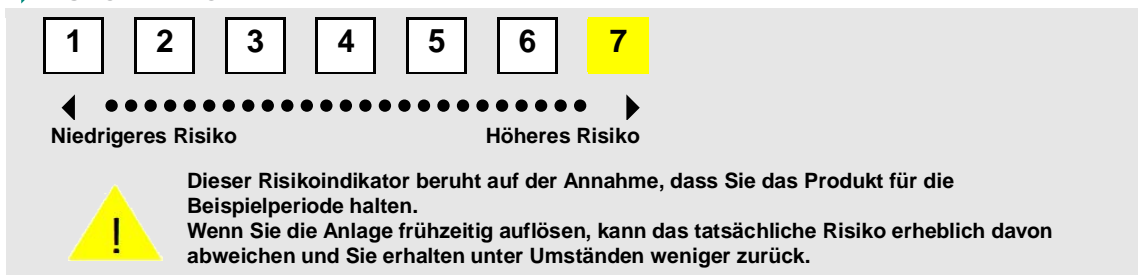 1 2 3 4 5 6 7
Niedrigeres Risiko Höheres Risiko
!
Dieser Risikoindikator beruht auf der Annahme, dass Sie das Produkt für die
Beispielperiode halten.
Wenn Sie die Anlage frühzeitig auflösen, kann das tatsächliche Risiko erheblich davon
abweichen und Sie erhalten unter Umständen weniger zurück.